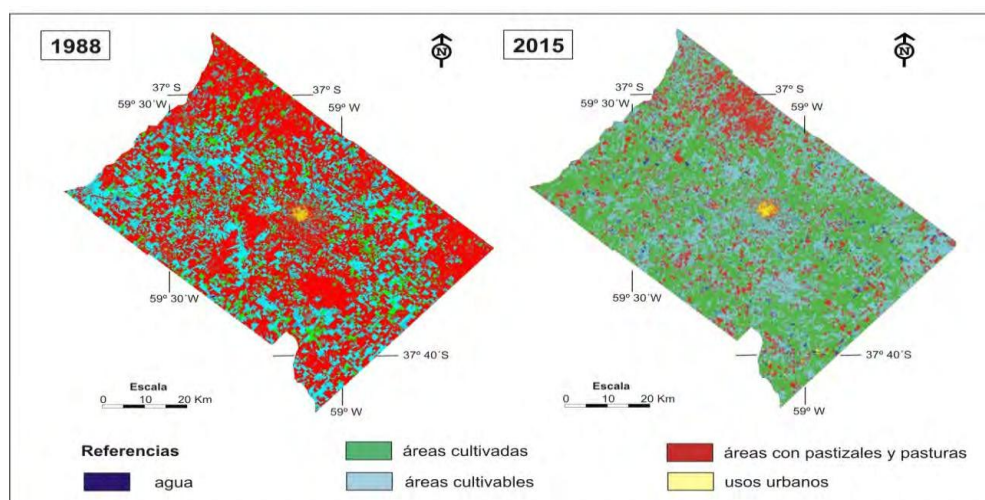 1988
N
37º S
37º S
59º 30´W
59º W
59º 30´W
37º 40´S
59º W
Escala
0 10 20 Km
2015
N
37º S
37º S
59º 30´W
59º W
59º 30´W
37º 40´S
59º W
Escala
0 10 20 Km
Referencias
agua
áreas cultivadas
áreas cultivables
áreas con pastizales y pasturas
usos urbanos